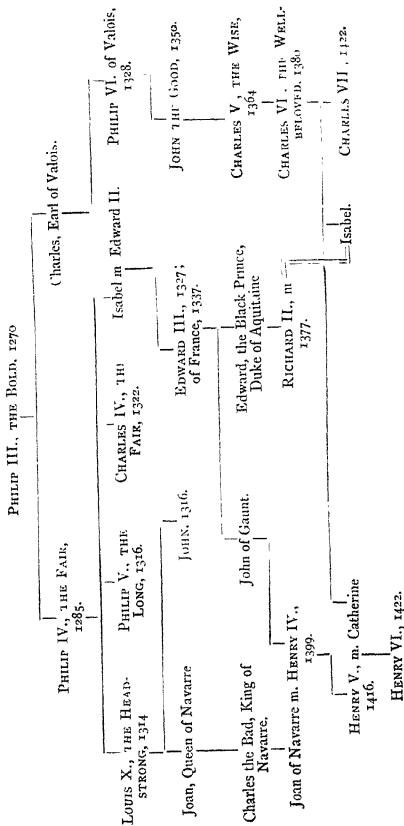 PHILIP III., THE BOLD, 1270
PHILIP IV., THE FAIR,
1285.
Charles, Earl of Valois.
LOUIS X., THE HEAD-
STRONG, 1314
PHILIP V., THE
LONG, 1316.
CHARLES IV., TH
FAIR, 1322.
Isabel m Edward II.
PHILIP VI. of Valois,
1328.
Joan, Queen of Navarre
JOHN, 1316.
EDWARD III., 1327;
of France, 1337.
JOHN THE GOOD, 1350.
Charles the Bad, King of
Navarre.
John of Gaunt.
Edward, the Black Prince,
Duke of Aquitaine
CHARLES V, THE WISE,
1364
Joan of Navarre m. HENRY IV.,
1399.
RICHARD II., m
1377.
CHARLES VI, THE WELL-
BELOVED, 1380
HENRY V., m. Catherine
1416.
Isabel.
CHARLES VII, 1422.
HENRY VI., 1422.